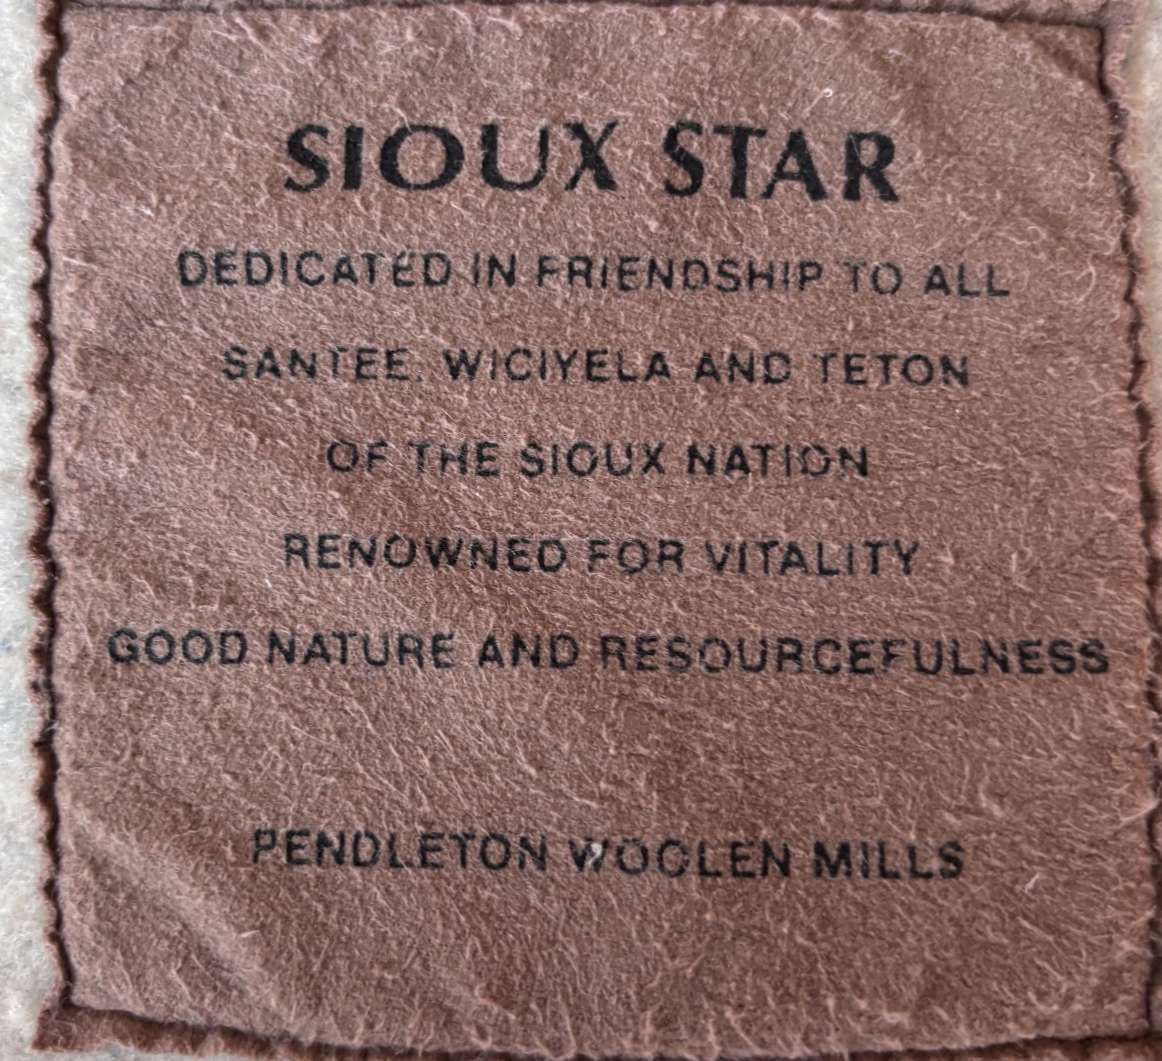 SIOUX STAR
DEDICATED IN FRIENDSHIP TO ALL
SANTEE, WICIYELA AND TETON
OF THE SIOUX NATION
RENOWNED FOR VITALITY
GOOD NATURE AND RESOURCEFULNESS
PENDLETON WOOLEN MILLS